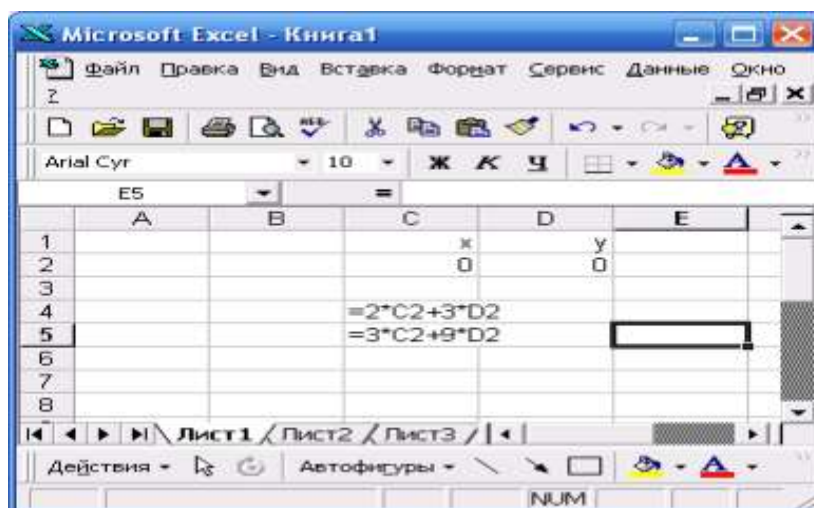 Microsoft Excel - Книга1
Файл Правка Вид Вставка Формат Сервис Данные Окно
?
Arial Cyr 10 Ж К Ч
E5 =
A B C D E
1 x y
2 0 0
3
4 =2*C2+3*D2
5 =3*C2+9*D2
6
7
8
Лист1 Лист2 Лист3
Действия Автофигуры
NUM